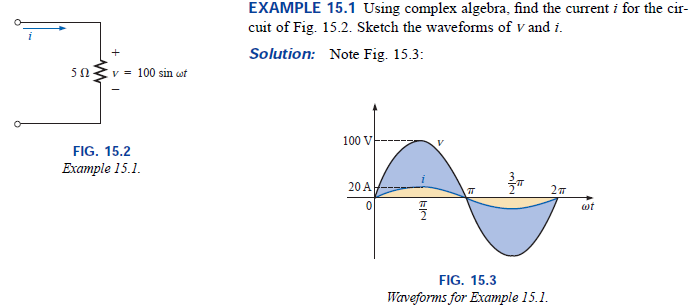 EXAMPLE 15.1 Using complex algebra, find the current i for the cir-
cuit of Fig. 15.2. Sketch the waveforms of v and i.
Solution: Note Fig. 15.3:
i
+
5 Ω v = 100 sin ωt
–
FIG. 15.2
Example 15.1.
100 V
v
20 A
i
0
π/2
π
3/2 π
2π
ωt
FIG. 15.3
Waveforms for Example 15.1.